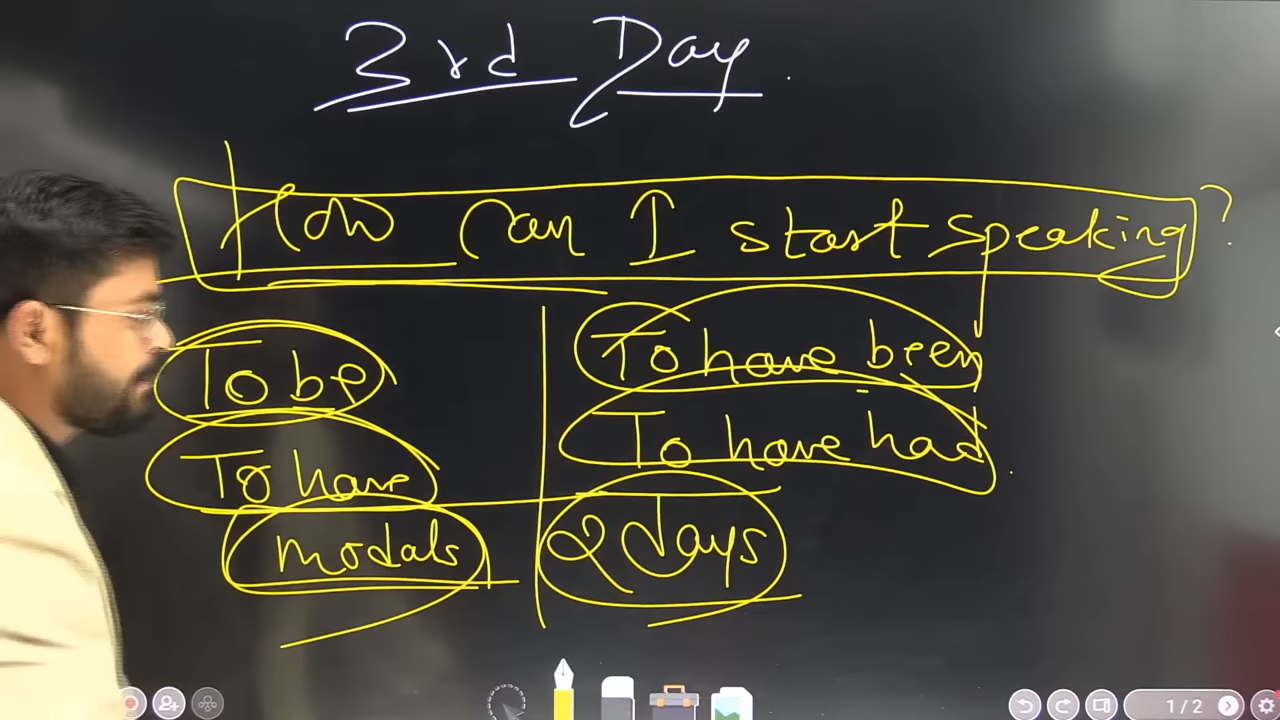 3rd Day.
How can I start speaking?
To be
To have
modals
To have been
To have had.
2 days
1/2